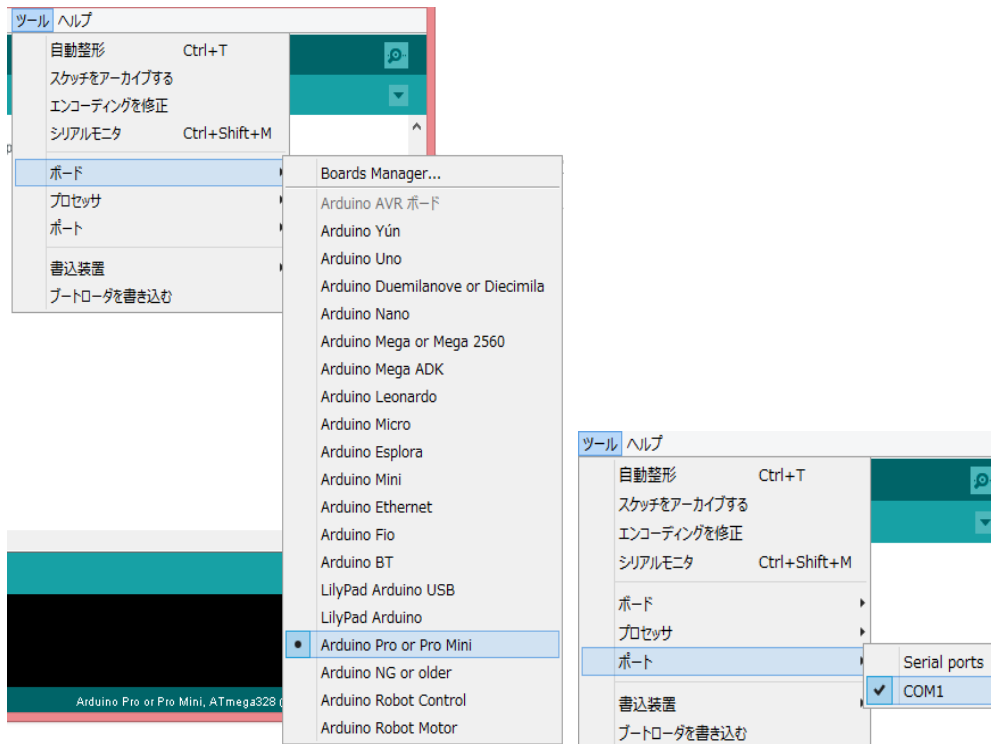 ツール ヘルプ
自動整形 Ctrl+T
スケッチをアーカイブする
エンコーディングを修正
シリアルモニタ Ctrl+Shift+M
ボード
プロセッサ
ポート
書込装置
ブートローダを書き込む
Boards Manager...
Arduino AVR ボード
Arduino Yún
Arduino Uno
Arduino Duemilanove or Diecimila
Arduino Nano
Arduino Mega or Mega 2560
Arduino Mega ADK
Arduino Leonardo
Arduino Micro
Arduino Esplora
Arduino Mini
Arduino Ethernet
Arduino Fio
Arduino BT
LilyPad Arduino USB
LilyPad Arduino
Arduino Pro or Pro Mini
Arduino NG or older
Arduino Robot Control
Arduino Robot Motor
Arduino Pro or Pro Mini, ATmega328 (
ツール ヘルプ
自動整形 Ctrl+T
スケッチをアーカイブする
エンコーディングを修正
シリアルモニタ Ctrl+Shift+M
ボード
プロセッサ
ポート
書込装置
ブートローダを書き込む
Serial ports
COM1